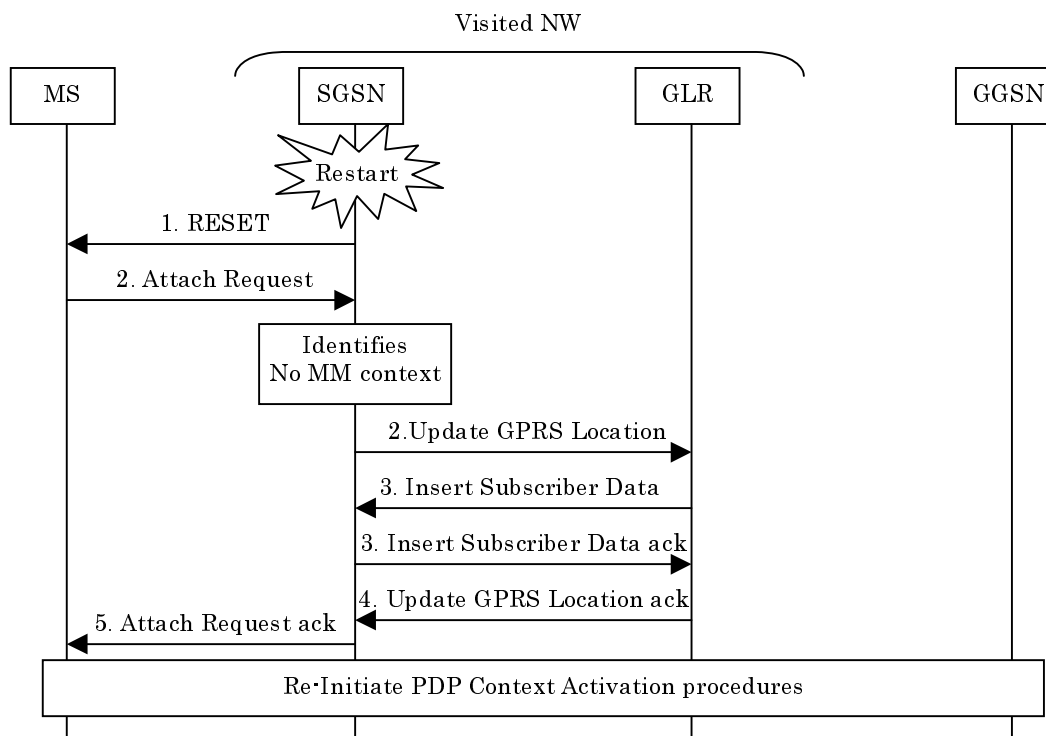 Visited NW
MS
SGSN
GLR
GGSN
Restart
1. RESET
2. Attach Request
Identifies
No MM context
2.Update GPRS Location
3. Insert Subscriber Data
3. Insert Subscriber Data ack
4. Update GPRS Location ack
5. Attach Request ack
Re-Initiate PDP Context Activation procedures